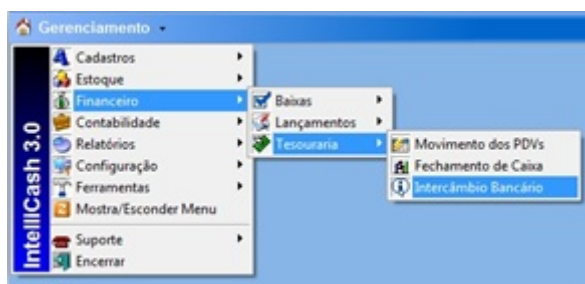 Gerenciamento
IntelliCash 3.0
Cadastros
Estoque
Financeiro
Contabilidade
Relatórios
Configuração
Ferramentas
Mostra/Esconder Menu
Suporte
Encerrar
Baixas
Lançamentos
Tesouraria
Movimento dos PDVs
Fechamento de Caixa
Intercâmbio Bancário